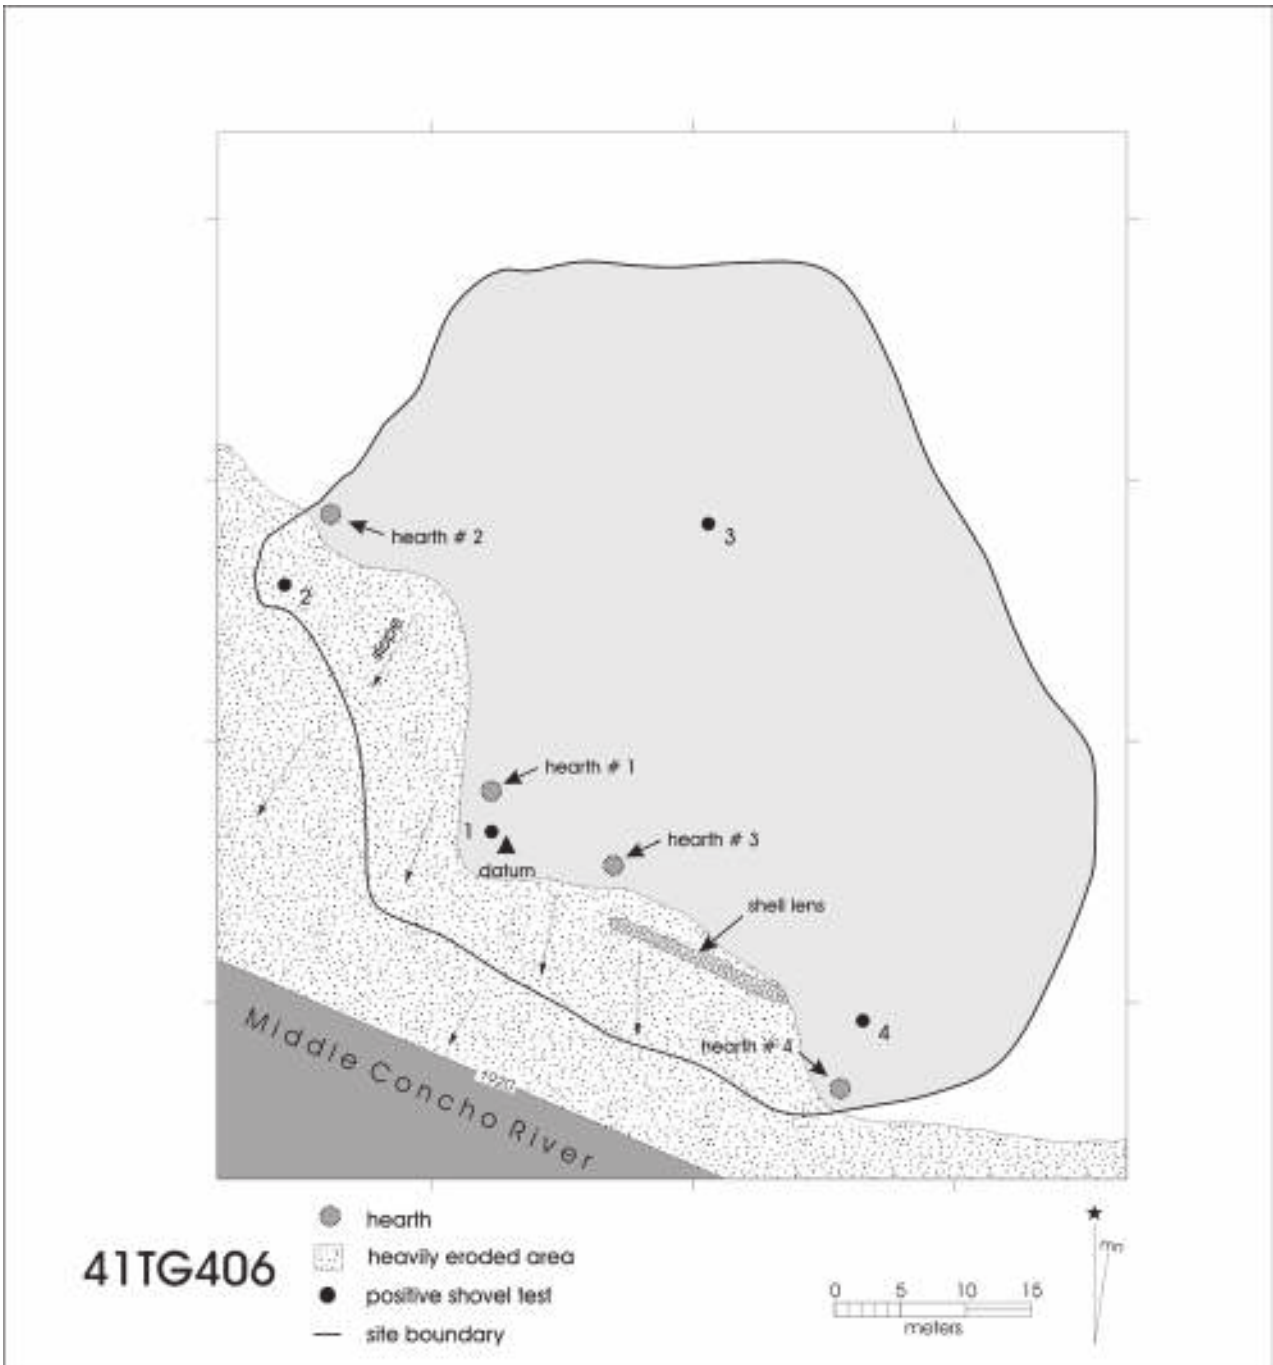 hearth # 2
3
2
slope
hearth # 1
1
datum
hearth # 3
shell lens
4
hearth # 4
1920
Middle Concho River
41TG406
hearth
heavily eroded area
positive shovel test
site boundary
0 5 10 15
meters
mn